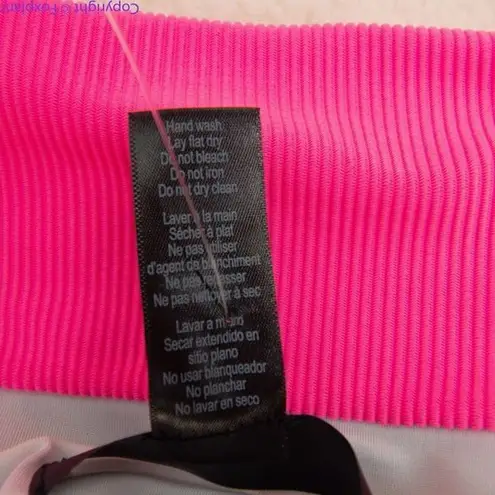 Copyright © Foxplan
Hand wash
Lay flat dry
Do not bleach
Do not iron
Do not dry clean
Laver à la main
Sécher à plat
Ne pas utiliser
d'agent de blanchiment
Ne pas repasser
Ne pas nettoyer à sec
Lavar a mano
Secar extendido en
sitio plano
No usar blanqueador
No planchar
No lavar en seco